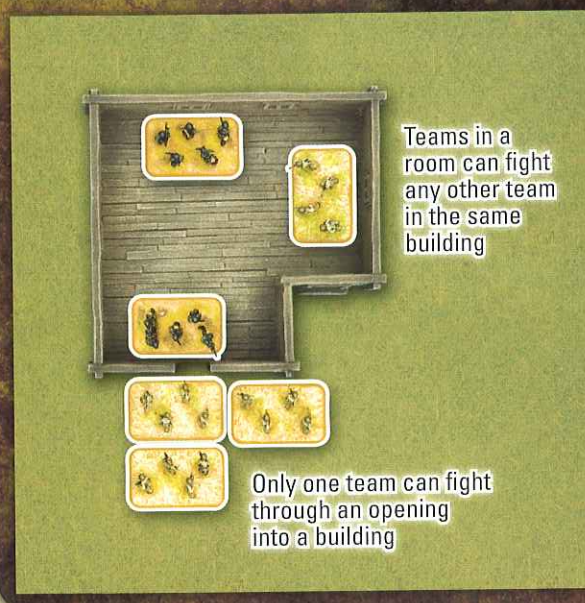 Teams in a
room can fight
any other team
in the same
building
Only one team can fight
through an opening
into a building